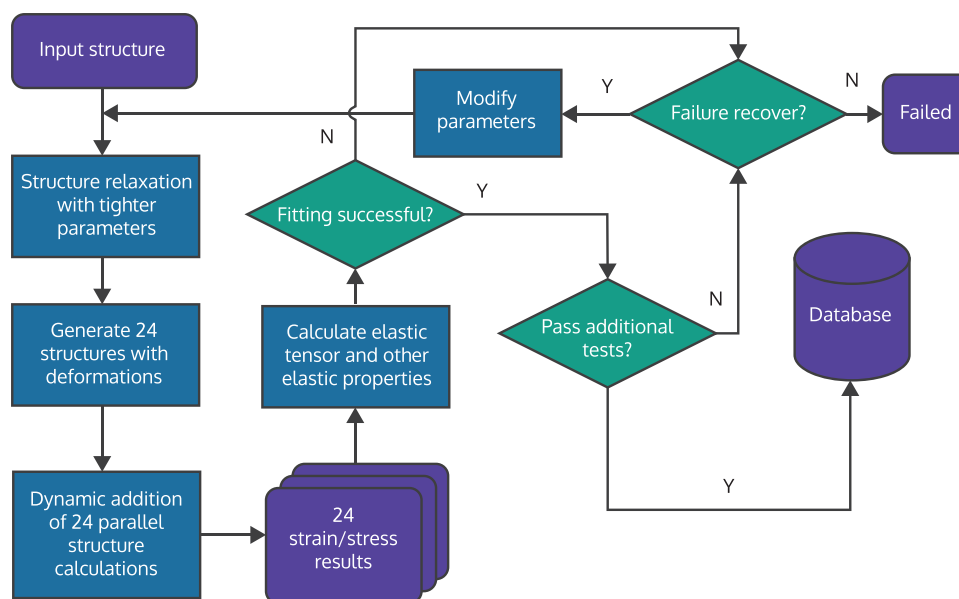 Input structure
Structure relaxation
with tighter
parameters
Generate 24
structures with
deformations
Dynamic addition
of 24 parallel
structure
calculations
24
strain/stress
results
Calculate elastic
tensor and other
elastic properties
Fitting successful?
N
Y
Pass additional
tests?
N
Y
Failure recover?
Y
N
Modify
parameters
Failed
Database